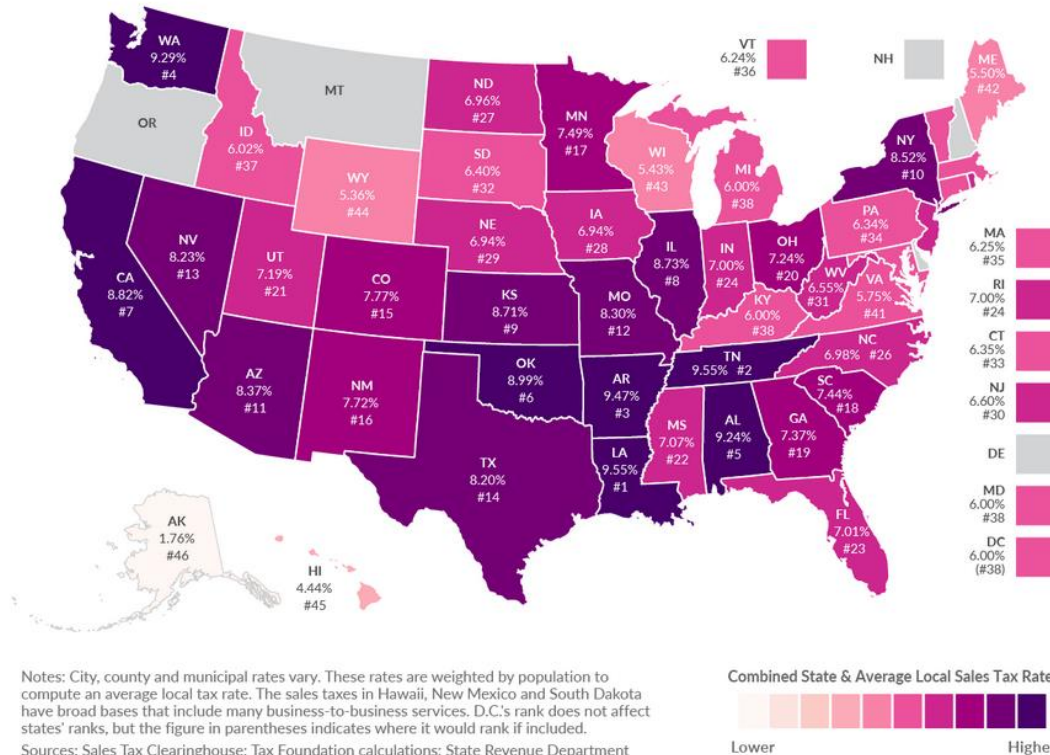 WA
9.29%
#4
OR
MT
ID
6.02%
#37
WY
5.36%
#44
CA
8.82%
#7
NV
8.23%
#13
UT
7.19%
#21
CO
7.77%
#15
AZ
8.37%
#11
NM
7.72%
#16
ND
6.96%
#27
SD
6.40%
#32
NE
6.94%
#29
KS
8.71%
#9
OK
8.99%
#6
TX
8.20%
#14
MN
7.49%
#17
IA
6.94%
#28
MO
8.30%
#12
AR
9.47%
#3
LA
9.55%
#1
WI
5.43%
#43
IL
8.73%
#8
MI
6.00%
#38
IN
7.00%
#24
OH
7.24%
#20
KY
6.00%
#38
TN
9.55% #2
MS
7.07%
#22
AL
9.24%
#5
GA
7.37%
#19
FL
7.01%
#23
SC
7.44%
#18
NC
6.98% #26
VA
5.75%
#41
WV
6.55%
#31
PA
6.34%
#34
NY
8.52%
#10
VT
6.24%
#36
NH
ME
5.50%
#42
MA
6.25%
#35
RI
7.00%
#24
CT
6.35%
#33
NJ
6.60%
#30
DE
MD
6.00%
#38
DC
6.00%
(#38)
AK
1.76%
#46
HI
4.44%
#45
Notes: City, county and municipal rates vary. These rates are weighted by population to
compute an average local tax rate. The sales taxes in Hawaii, New Mexico and South Dakota
have broad bases that include many business-to-business services. D.C.'s rank does not affect
states' ranks, but the figure in parentheses indicates where it would rank if included.
Sources: Sales Tax Clearinghouse; Tax Foundation calculations; State Revenue Department
Combined State & Average Local Sales Tax Rate
Lower
Highe